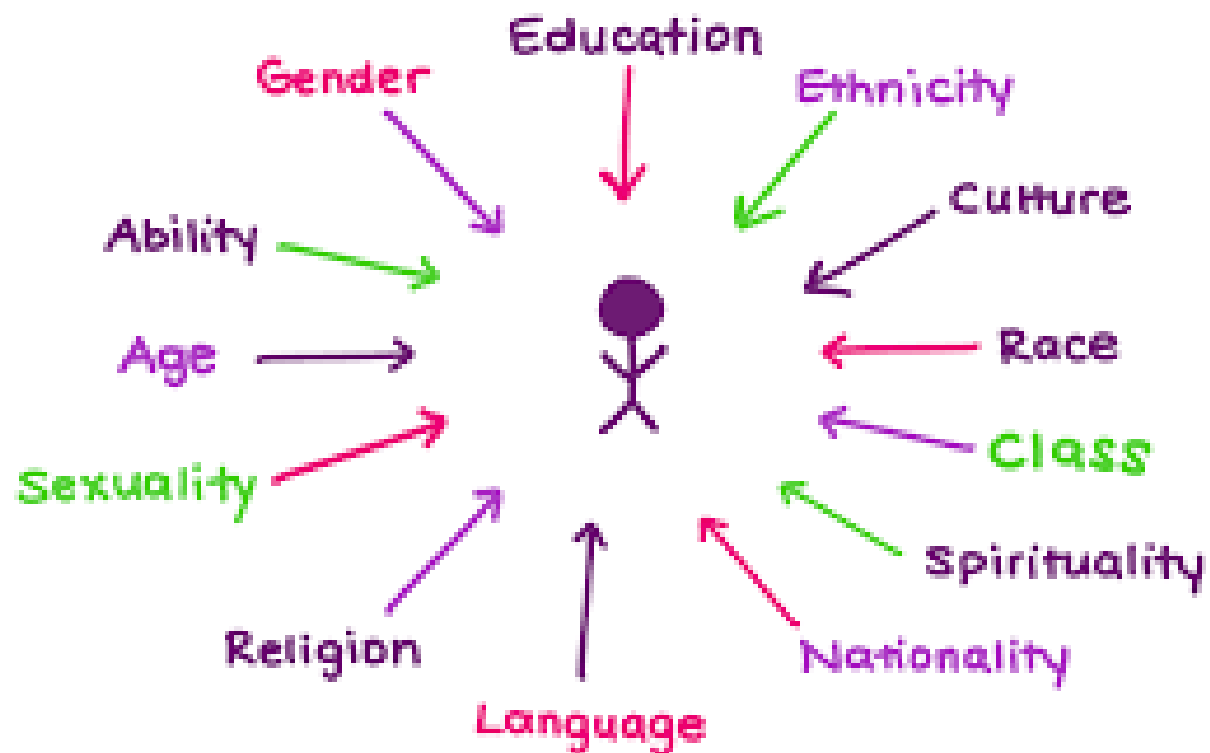 Education
Gender
Ethnicity
Culture
Ability
Race
Age
Class
Sexuality
Spirituality
Religion
Nationality
Language